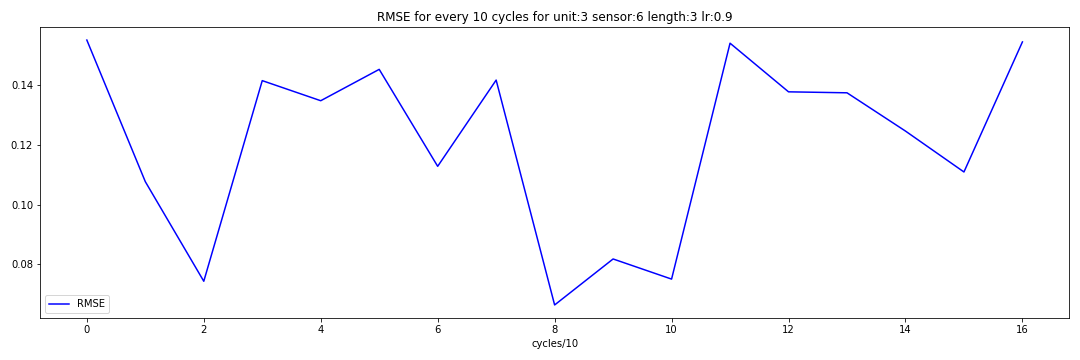 RMSE for every 10 cycles for unit:3 sensor:6 length:3 lr:0.9
0.14
0.12
0.10
0.08
RMSE
0 2 4 6 8 10 12 14 16
cycles/10